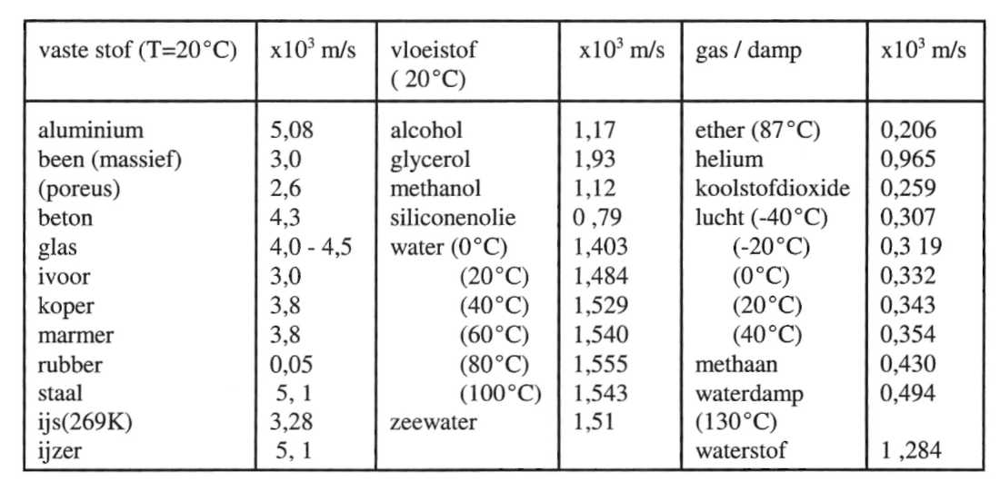 vaste stof (T=20°C) x10³ m/s vloeistof x10³ m/s gas / damp x10³ m/s
( 20°C)
aluminium 5,08 alcohol 1,17 ether (87°C) 0,206
been (massief) 3,0 glycerol 1,93 helium 0,965
(poreus) 2,6 methanol 1,12 koolstofdioxide 0,259
beton 4,3 siliconenolie 0 ,79 lucht (-40°C) 0,307
glas 4,0 - 4,5 water (0°C) 1,403 (-20°C) 0,3 19
ivoor 3,0 (20°C) 1,484 (0°C) 0,332
koper 3,8 (40°C) 1,529 (20°C) 0,343
marmer 3,8 (60°C) 1,540 (40°C) 0,354
rubber 0,05 (80°C) 1,555 methaan 0,430
staal 5, 1 (100°C) 1,543 waterdamp 0,494
ijs(269K) 3,28 zeewater 1,51 (130°C)
ijzer 5, 1 waterstof 1 ,284